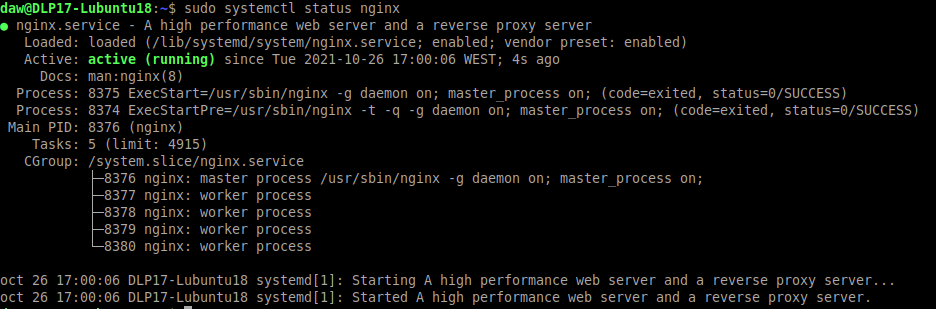 daw@DLP17-Lubuntu18:~$ sudo systemctl status nginx
● nginx.service - A high performance web server and a reverse proxy server
   Loaded: loaded (/lib/systemd/system/nginx.service; enabled; vendor preset: enabled)
   Active: active (running) since Tue 2021-10-26 17:00:06 WEST; 4s ago
     Docs: man:nginx(8)
  Process: 8375 ExecStart=/usr/sbin/nginx -g daemon on; master_process on; (code=exited, status=0/SUCCESS)
  Process: 8374 ExecStartPre=/usr/sbin/nginx -t -q -g daemon on; master_process on; (code=exited, status=0/SUCCESS)
 Main PID: 8376 (nginx)
    Tasks: 5 (limit: 4915)
   CGroup: /system.slice/nginx.service
           ├─8376 nginx: master process /usr/sbin/nginx -g daemon on; master_process on;
           ├─8377 nginx: worker process
           ├─8378 nginx: worker process
           ├─8379 nginx: worker process
           └─8380 nginx: worker process

oct 26 17:00:06 DLP17-Lubuntu18 systemd[1]: Starting A high performance web server and a reverse proxy server...
oct 26 17:00:06 DLP17-Lubuntu18 systemd[1]: Started A high performance web server and a reverse proxy server.